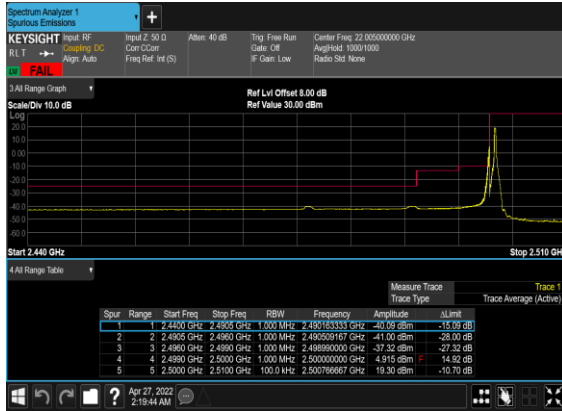 Spectrum Analyzer 1
Spurious Emissions
KEYSIGHT Input: RF Input Z: 50 Ω Atten: 40 dB Trig: Free Run Center Freq: 22.005000000 GHz
RLT Coupling: DC Corr CCorr Gate: Off Avg|Hold: 1000/1000
Align: Auto Freq Ref: Int (S) IF Gain: Low Radio Std: None
FAIL
3 All Range Graph
Ref Lvl Offset 8.00 dB
Scale/Div 10.0 dB Ref Value 30.00 dBm
Log
20.0
10.0
0.00
-10.0
-20.0
-30.0
-40.0
-50.0
-60.0
Start 2.440 GHz Stop 2.510 GHz
4 All Range Table
Measure Trace Trace 1
Trace Type Trace Average (Active)
Spur Range Start Freq Stop Freq RBW Frequency Amplitude ΔLimit
1 1 2.4400 GHz 2.4905 GHz 1.000 MHz 2.490163333 GHz -40.09 dBm -15.09 dB
2 2 2.4905 GHz 2.4960 GHz 1.000 MHz 2.490509167 GHz -41.00 dBm -28.00 dB
3 3 2.4960 GHz 2.4990 GHz 1.000 MHz 2.498990000 GHz -37.32 dBm -27.32 dB
4 4 2.4990 GHz 2.5000 GHz 1.000 MHz 2.500000000 GHz 4.915 dBm F 14.92 dB
5 5 2.5000 GHz 2.5100 GHz 100.0 kHz 2.500766667 GHz 19.30 dBm -10.70 dB
Apr 27, 2022
2:19:44 AM